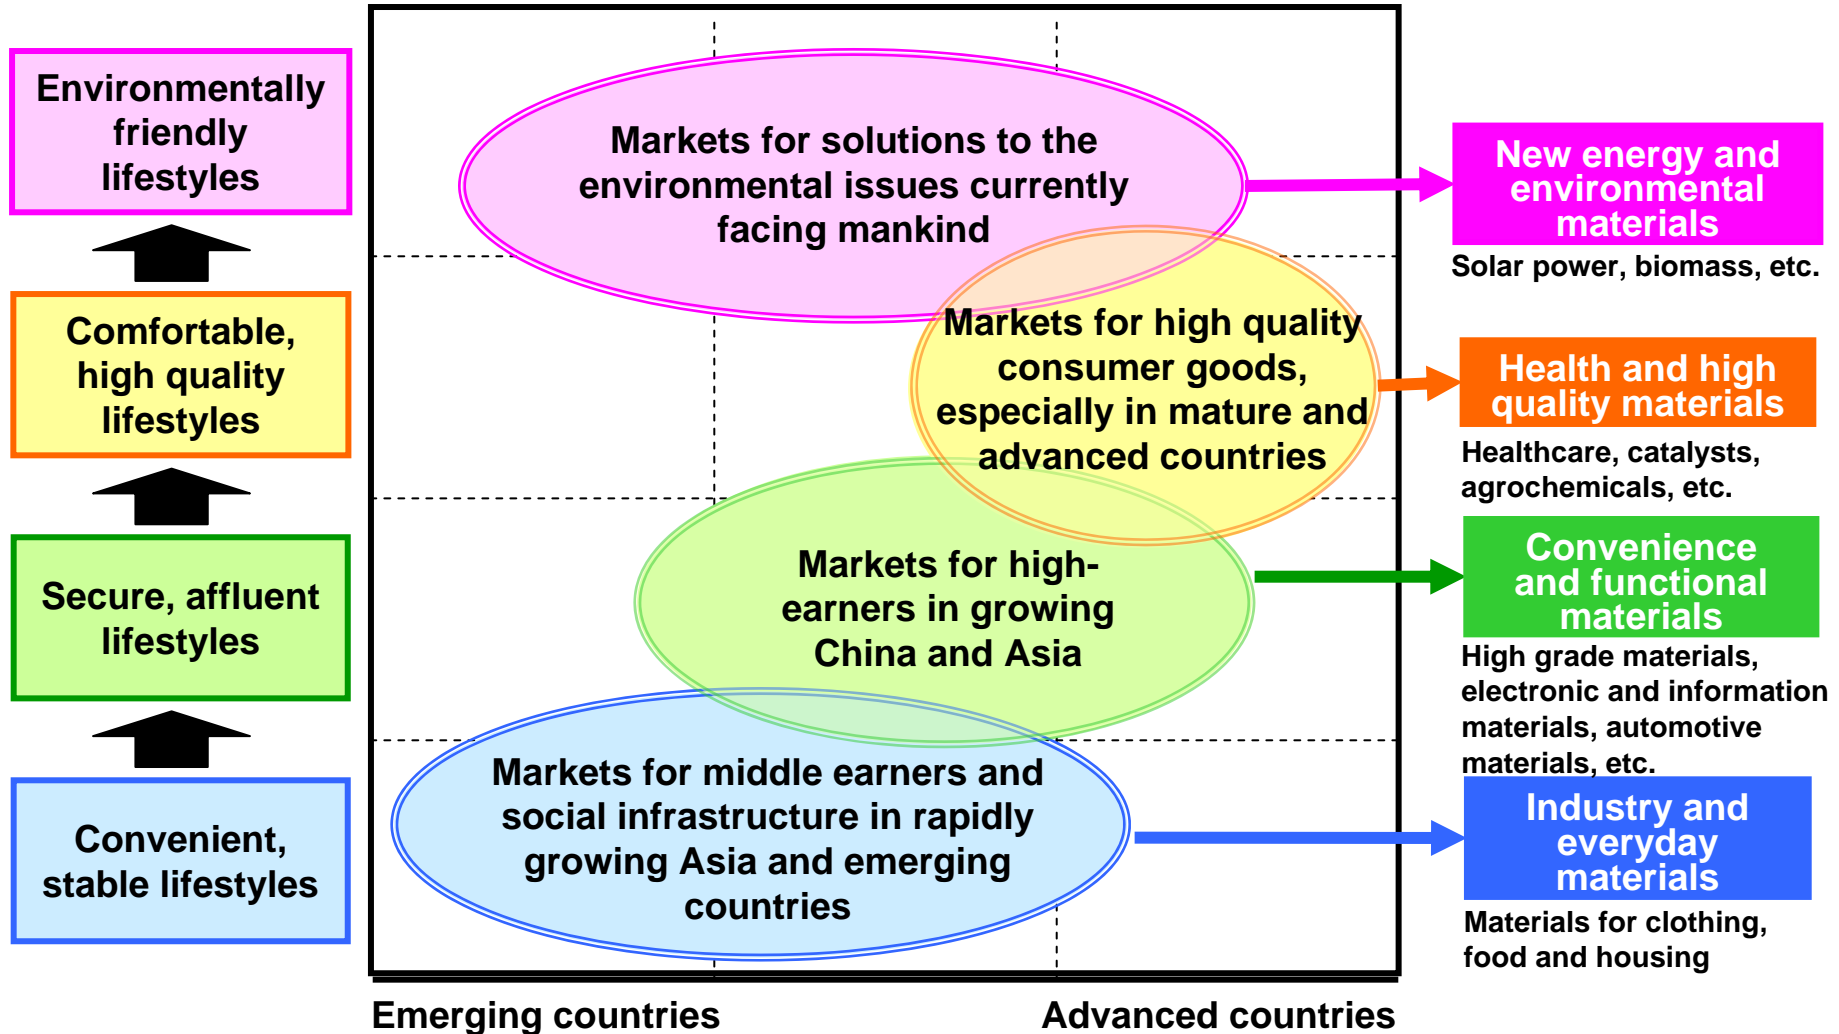 Environmentally
friendly
lifestyles
Comfortable,
high quality
lifestyles
Secure, affluent
lifestyles
Convenient,
stable lifestyles
Markets for solutions to the
environmental issues currently
facing mankind
Markets for high quality
consumer goods,
especially in mature and
advanced countries
Markets for high-
earners in growing
China and Asia
Markets for middle earners and
social infrastructure in rapidly
growing Asia and emerging
countries
Emerging countries
Advanced countries
New energy and
environmental
materials
Solar power, biomass, etc.
Health and high
quality materials
Healthcare, catalysts,
agrochemicals, etc.
Convenience
and functional
materials
High grade materials,
electronic and information
materials, automotive
materials, etc.
Industry and
everyday
materials
Materials for clothing,
food and housing